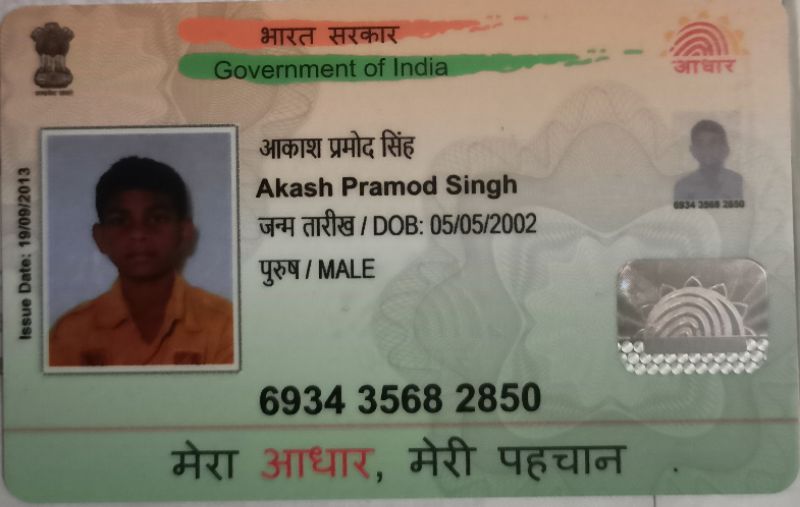 भारत सरकार
Government of India
आधार
आकाश प्रमोद सिंह
Akash Pramod Singh
जन्म तारीख / DOB: 05/05/2002
पुरुष / MALE
Issue Date: 19/09/2013
6934 3568 2850
6934 3568 2850
मेरा आधार, मेरी पहचान